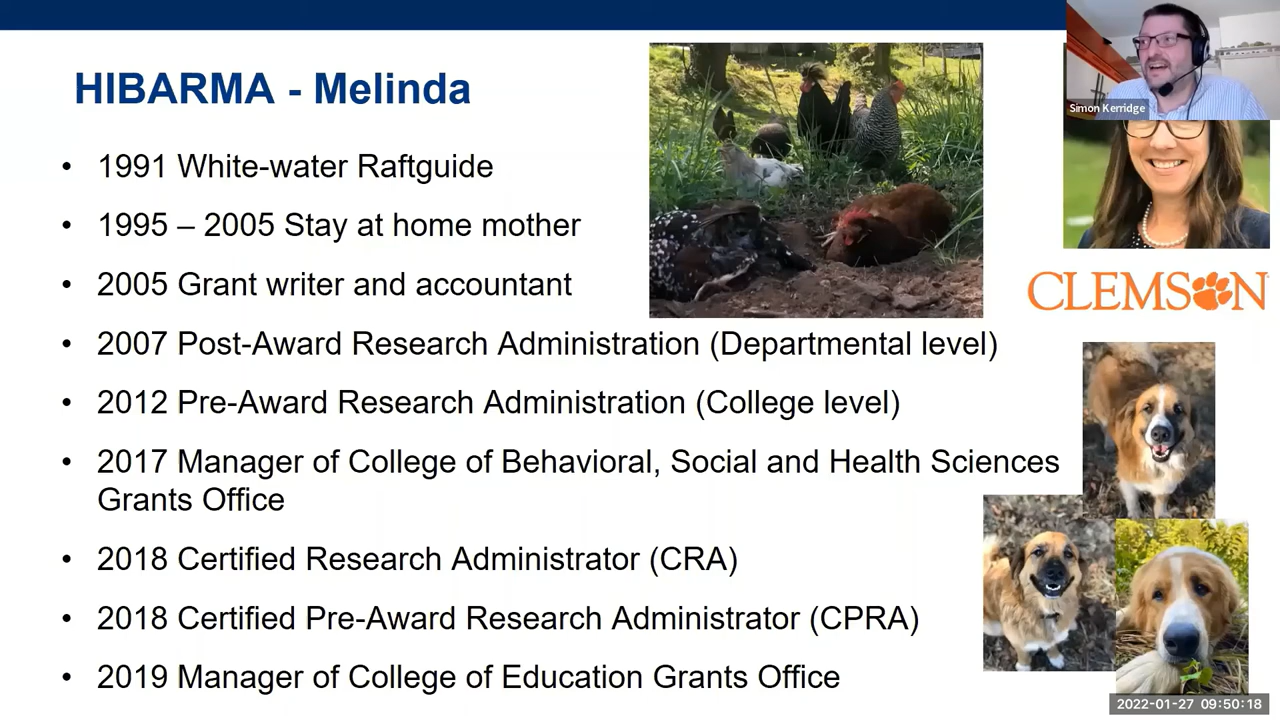 HIBARMA - Melinda
• 1991 White-water Raftguide
• 1995 – 2005 Stay at home mother
• 2005 Grant writer and accountant
• 2007 Post-Award Research Administration (Departmental level)
• 2012 Pre-Award Research Administration (College level)
• 2017 Manager of College of Behavioral, Social and Health Sciences
Grants Office
• 2018 Certified Research Administrator (CRA)
• 2018 Certified Pre-Award Research Administrator (CPRA)
• 2019 Manager of College of Education Grants Office
Simon Kerridge
CLEMSON
2022-01-27 09:50:18